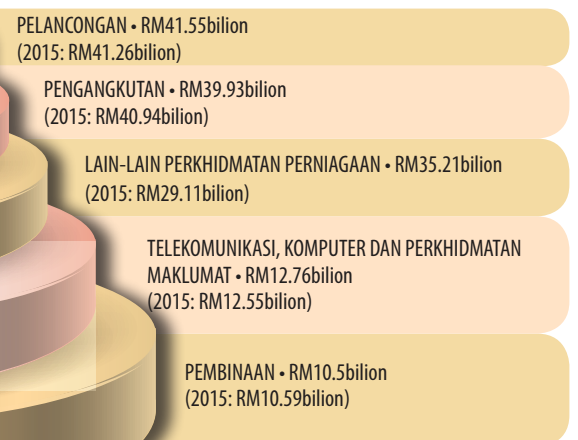 PELANCONGAN • RM41.55bilion
(2015: RM41.26bilion)
PENGANGKUTAN • RM39.93bilion
(2015: RM40.94bilion)
LAIN-LAIN PERKHIDMATAN PERNIAGAAN • RM35.21bilion
(2015: RM29.11bilion)
TELEKOMUNIKASI, KOMPUTER DAN PERKHIDMATAN
MAKLUMAT • RM12.76bilion
(2015: RM12.55bilion)
PEMBINAAN • RM10.5bilion
(2015: RM10.59bilion)